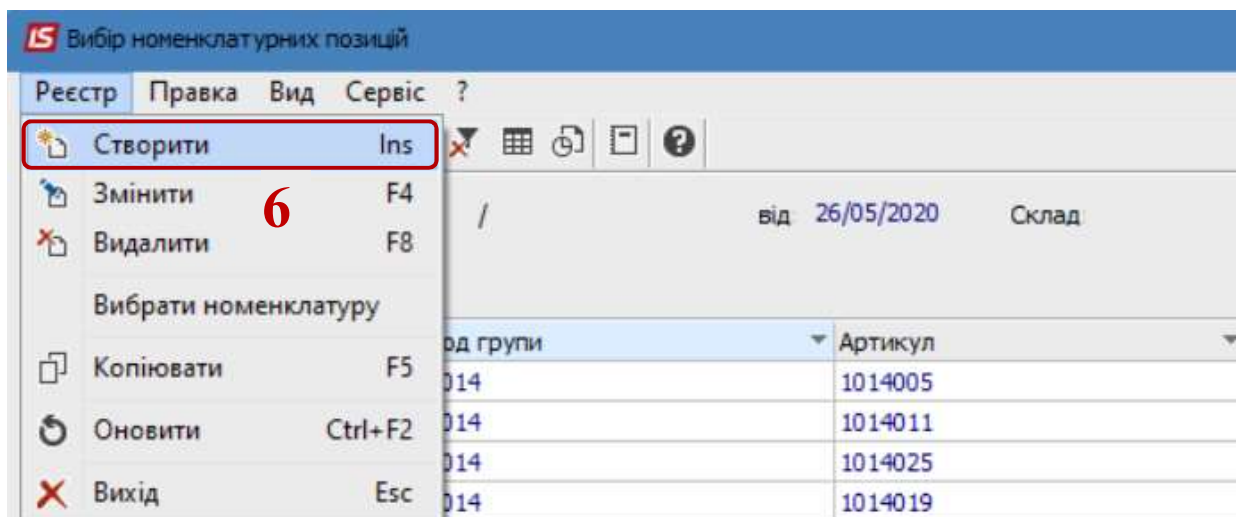 IS Вибір номенклатурних позицій
Реєстр Правка Вид Сервіс ?
Створити Ins
Змінити F4
6
/ від 26/05/2020 Склад
Видалити F8
Вибрати номенклатуру
од групи Артикул
Копіювати F5
014 1014005
Оновити Ctrl+F2
014 1014011
014 1014025
Вихід Esc
014 1014019